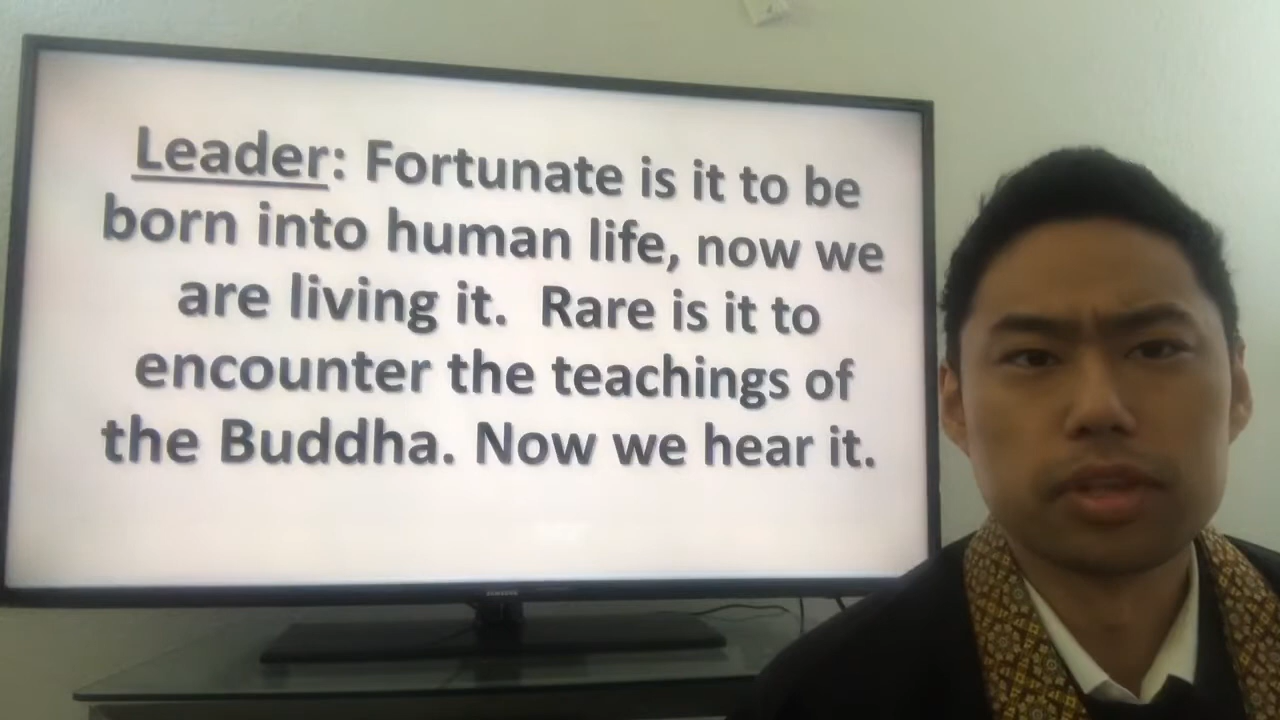 Leader: Fortunate is it to be
born into human life, now we
are living it. Rare is it to
encounter the teachings of
the Buddha. Now we hear it.
SAMSUNG